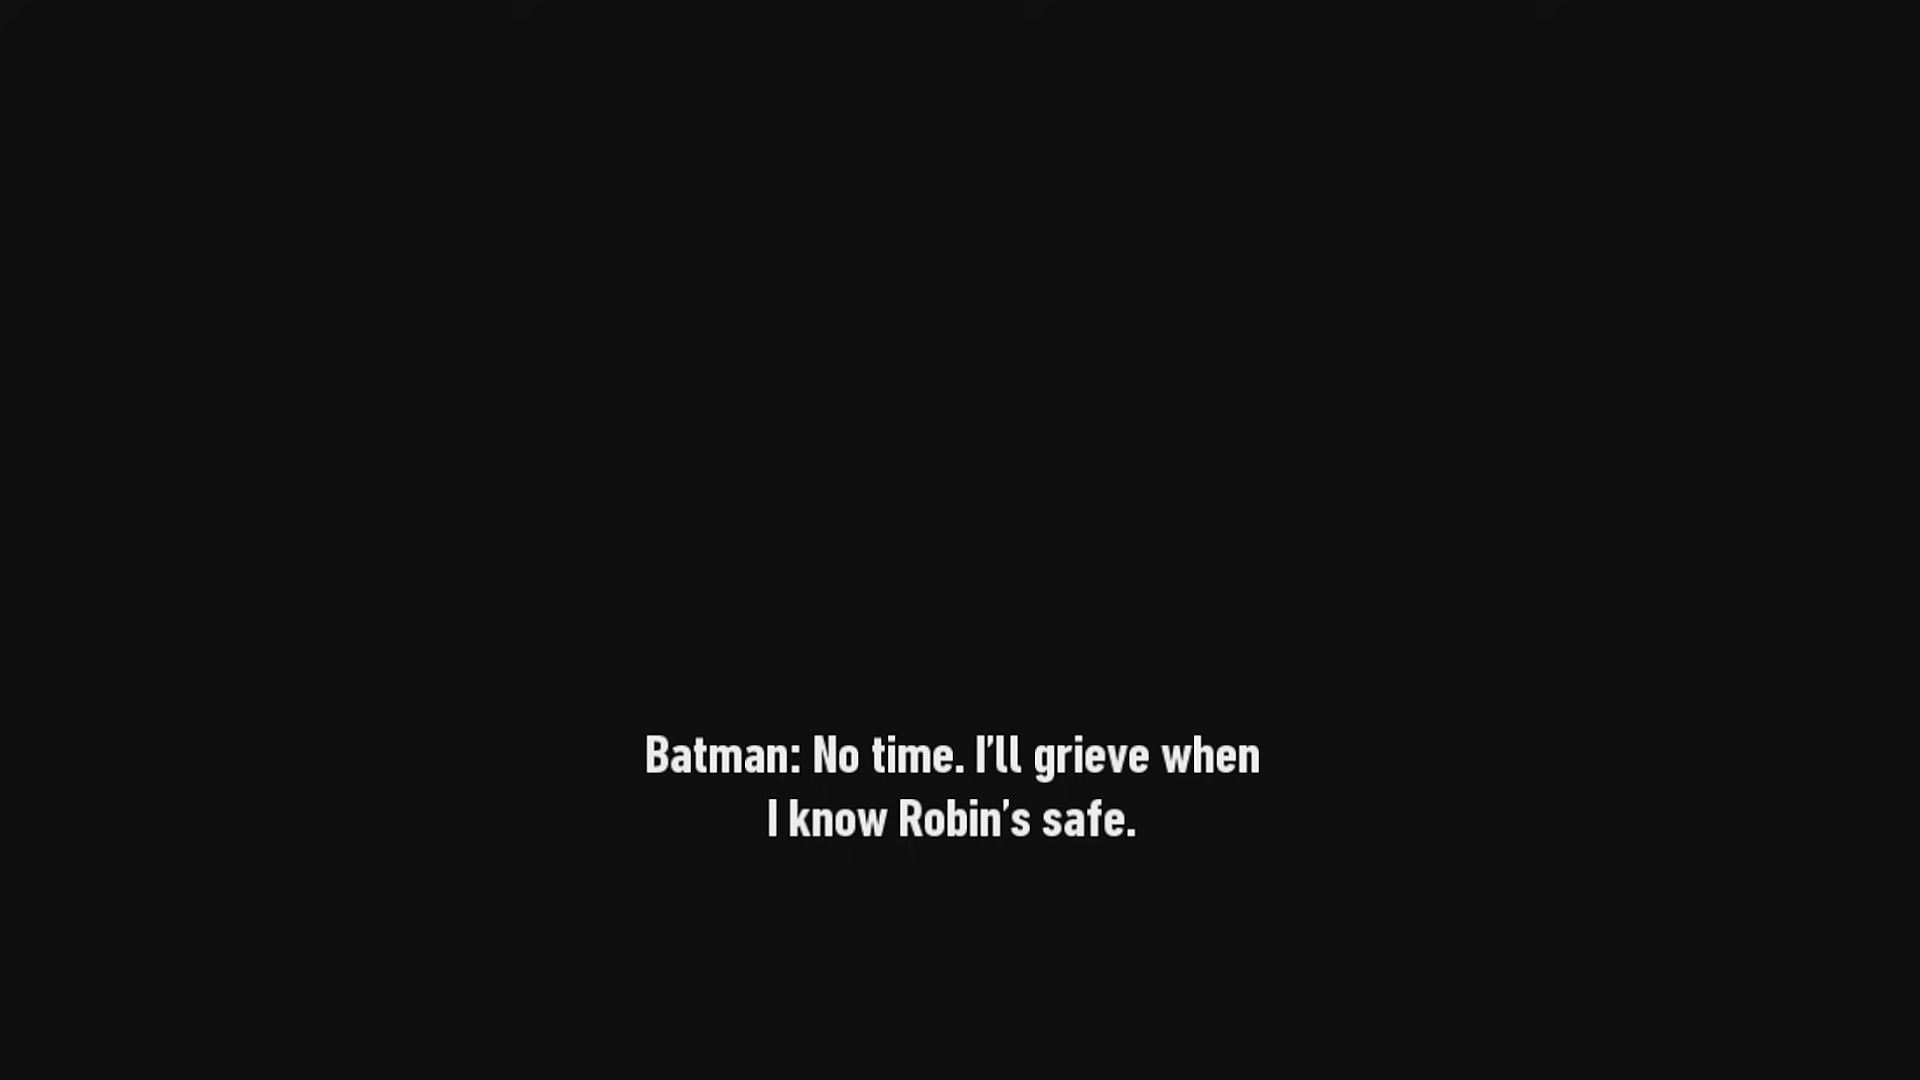 Batman: No time. I’ll grieve when
I know Robin’s safe.